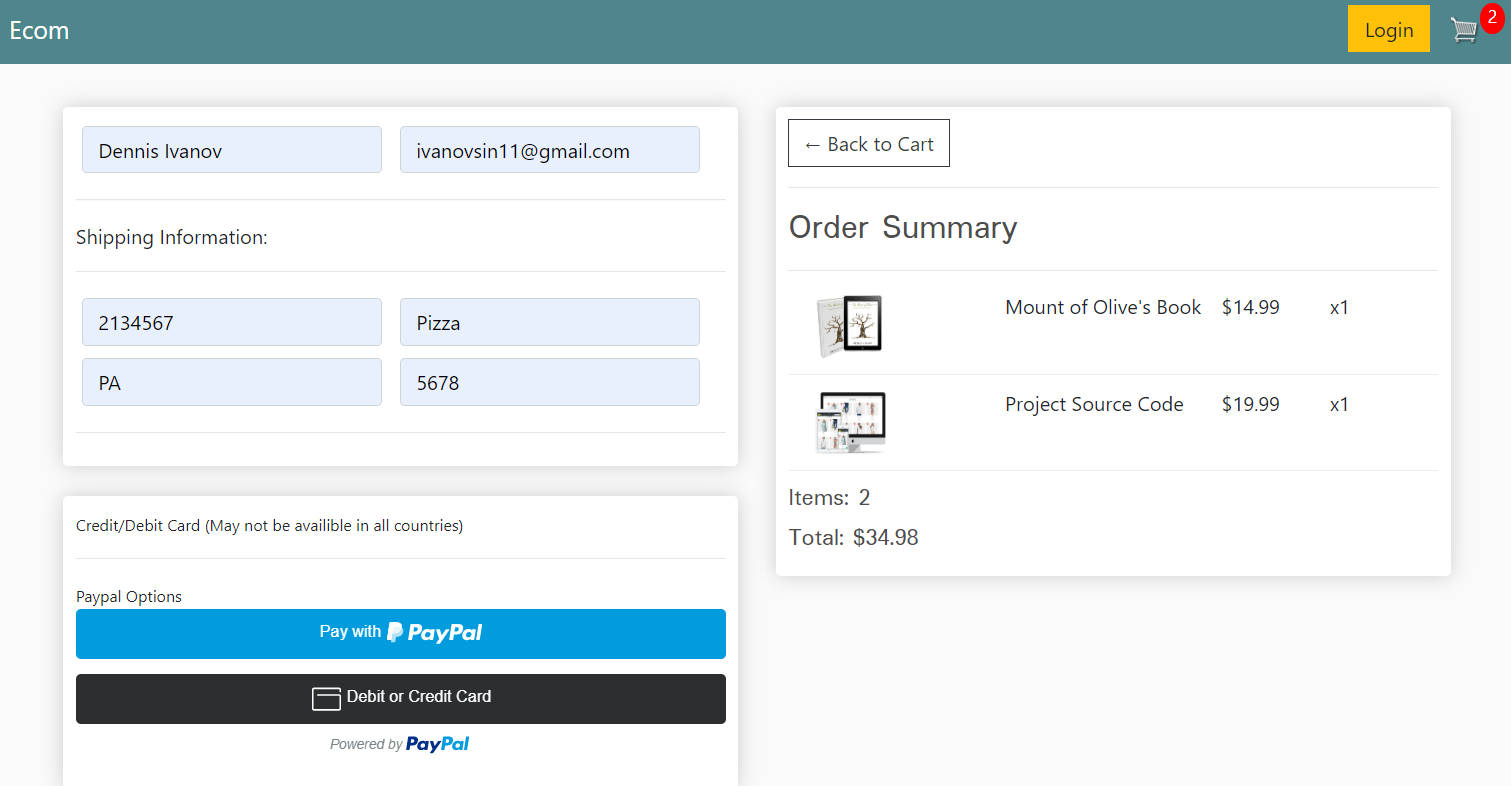 Ecom
Login
2
Dennis Ivanov
ivanovsin11@gmail.com
Shipping Information:
2134567
Pizza
PA
5678
Credit/Debit Card (May not be availible in all countries)
Paypal Options
Pay with PayPal
Debit or Credit Card
Powered by PayPal
← Back to Cart
Order Summary
Mount of Olive's Book $14.99 x1
Project Source Code $19.99 x1
Items: 2
Total: $34.98